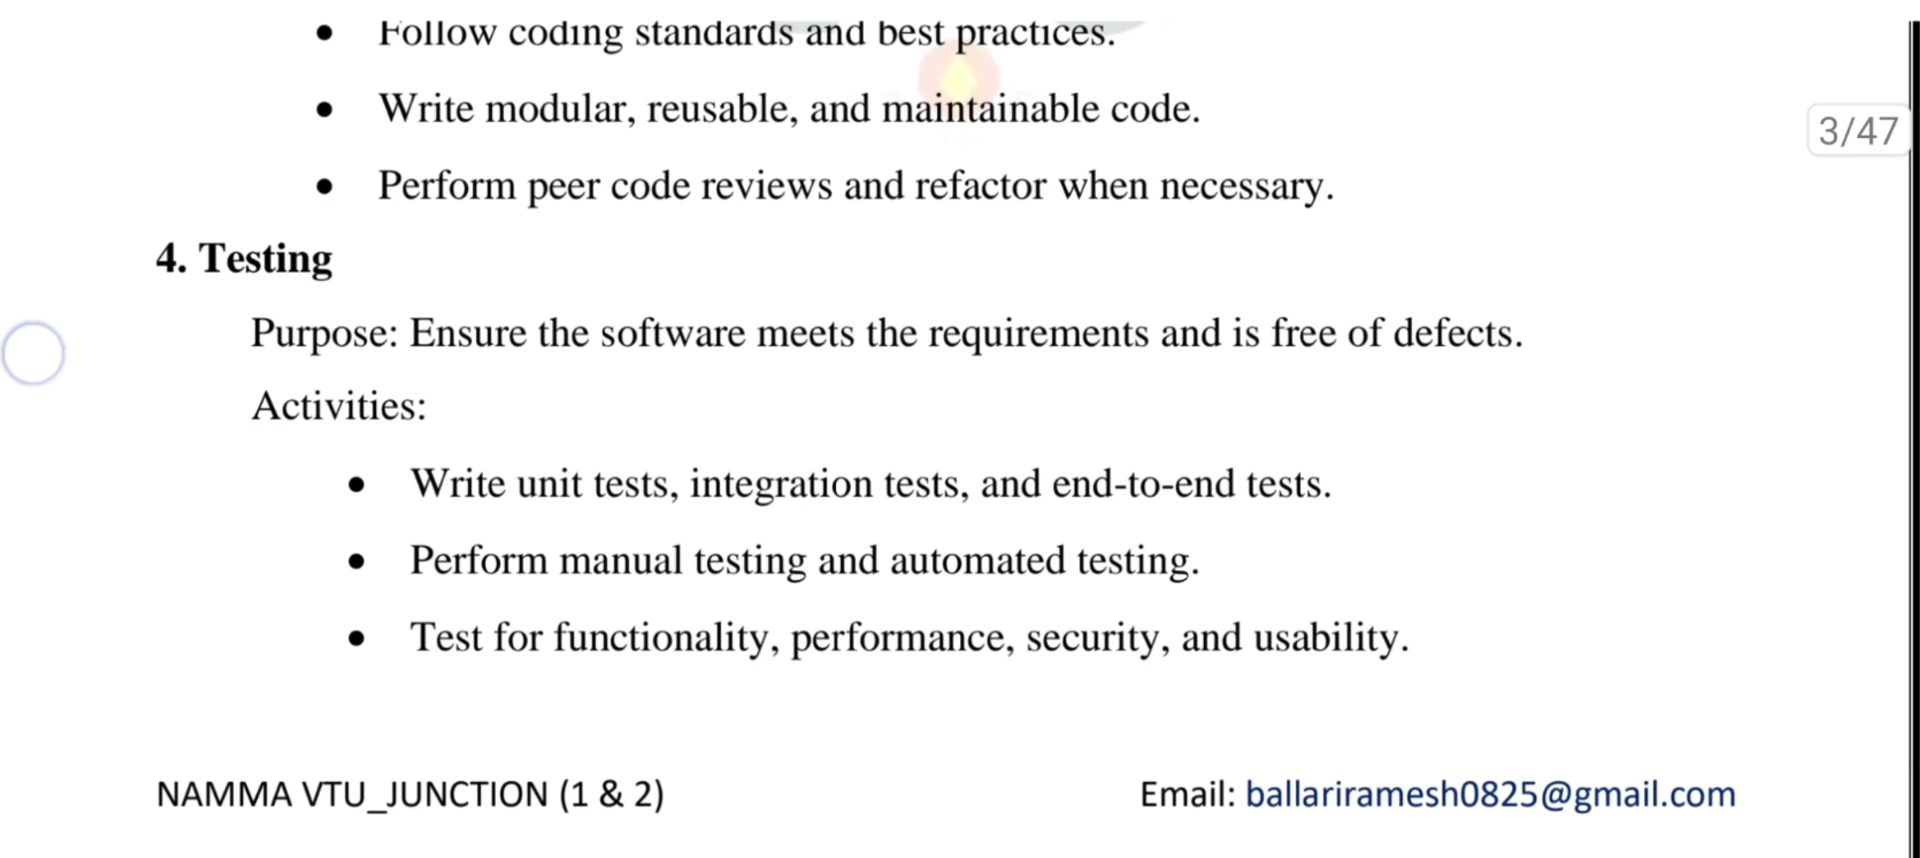 • Follow coding standards and best practices.
• Write modular, reusable, and maintainable code.
3/47
• Perform peer code reviews and refactor when necessary.
4. Testing
Purpose: Ensure the software meets the requirements and is free of defects.
Activities:
• Write unit tests, integration tests, and end-to-end tests.
• Perform manual testing and automated testing.
• Test for functionality, performance, security, and usability.
NAMMA VTU_JUNCTION (1 & 2) Email: ballariramesh0825@gmail.com